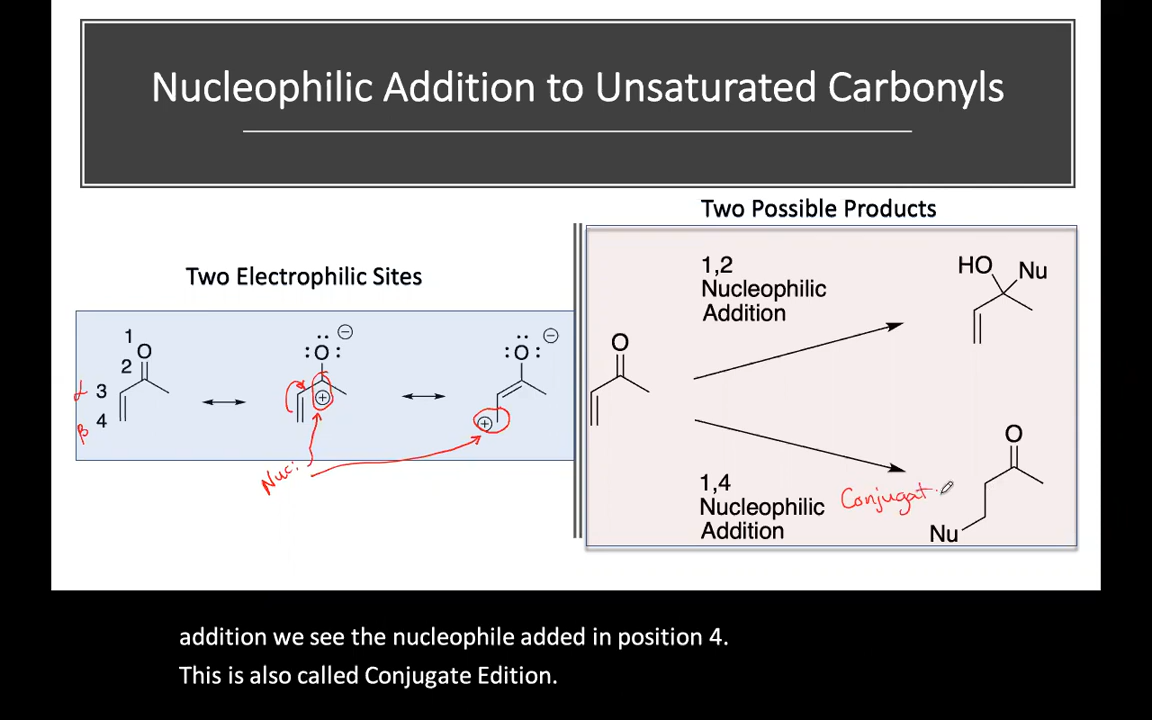 Nucleophilic Addition to Unsaturated Carbonyls
Two Possible Products
Two Electrophilic Sites
1
O
2
α 3
β 4
:O:
⊖
⊕
:O:
⊖
⊕
Nuc:
O
1,2
Nucleophilic
Addition
HO Nu
1,4
Nucleophilic
Addition
Conjugat
O
Nu
addition we see the nucleophile added in position 4.
This is also called Conjugate Edition.